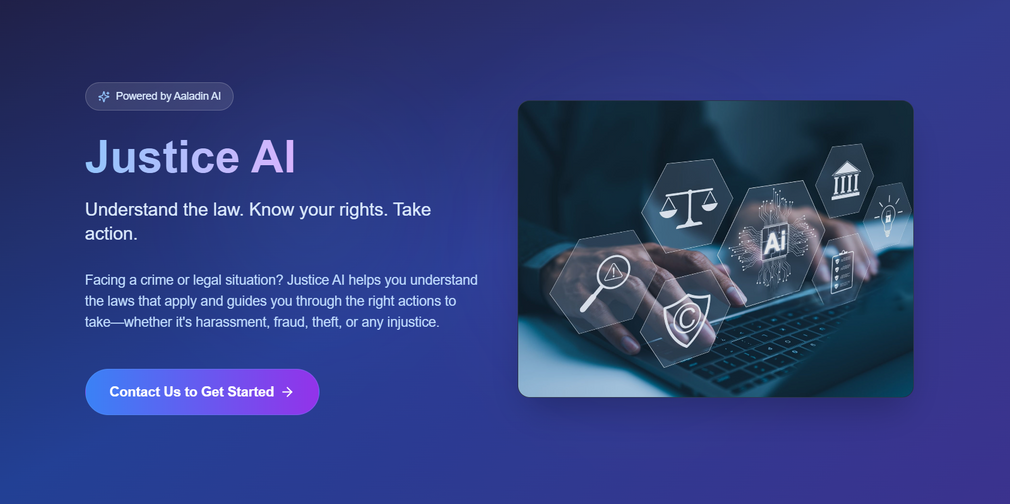 Powered by Aaladin AI
Justice AI
Understand the law. Know your rights. Take
action.
Facing a crime or legal situation? Justice AI helps you understand
the laws that apply and guides you through the right actions to
take—whether it's harassment, fraud, theft, or any injustice.
Contact Us to Get Started
Ai
C